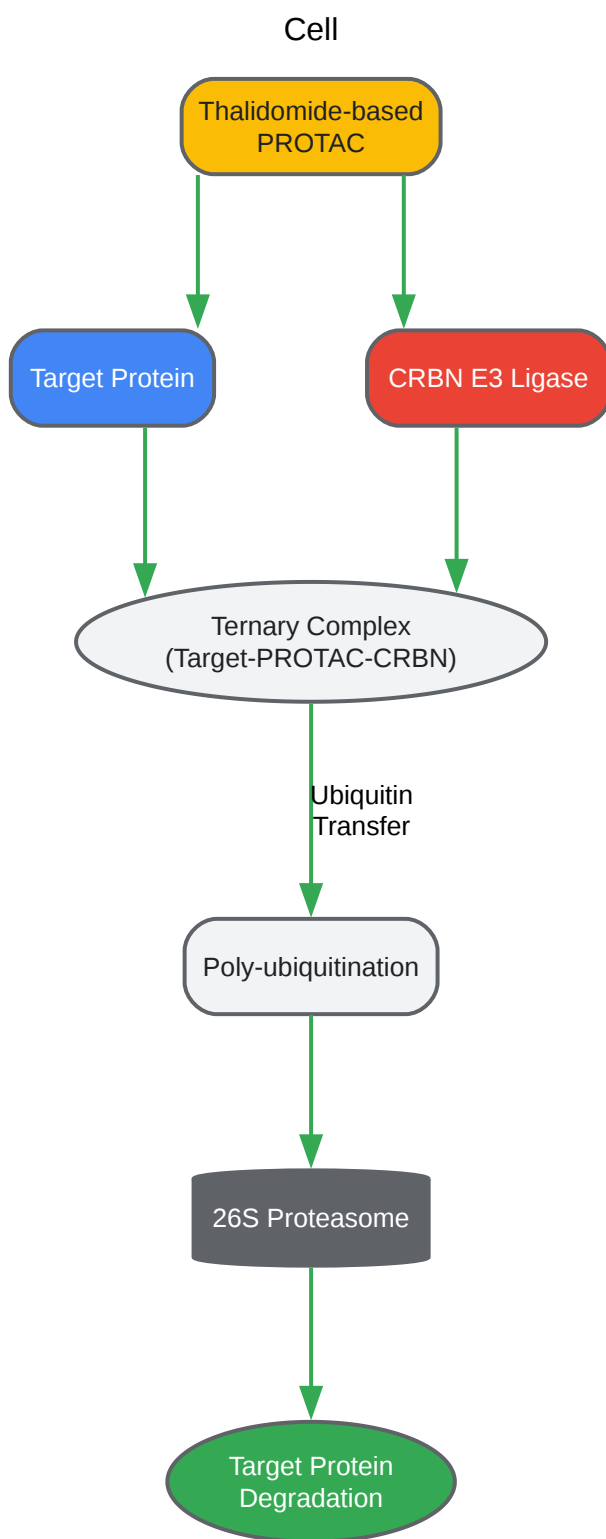 Cell
Thalidomide-based
PROTAC
Target Protein
CRBN E3 Ligase
Ternary Complex
(Target-PROTAC-CRBN)
Ubiquitin
Transfer
Poly-ubiquitination
26S Proteasome
Target Protein
Degradation